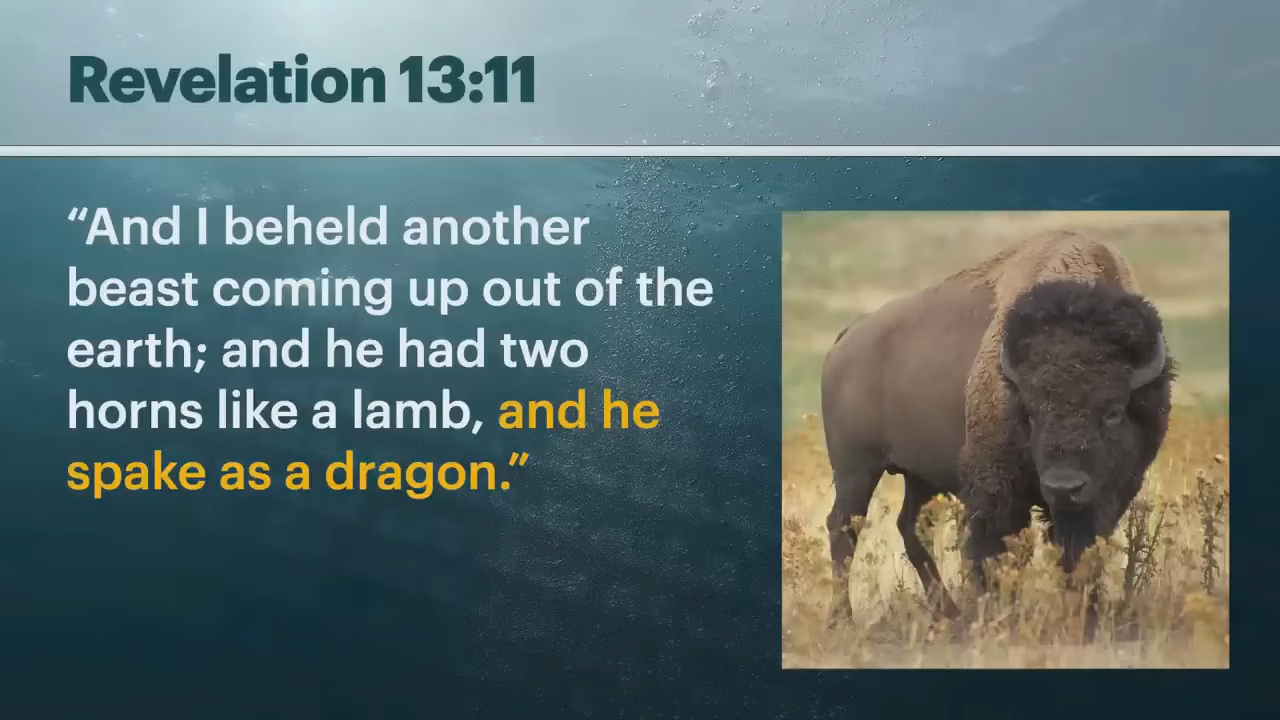 Revelation 13:11
“And I beheld another
beast coming up out of the
earth; and he had two
horns like a lamb, and he
spake as a dragon.”